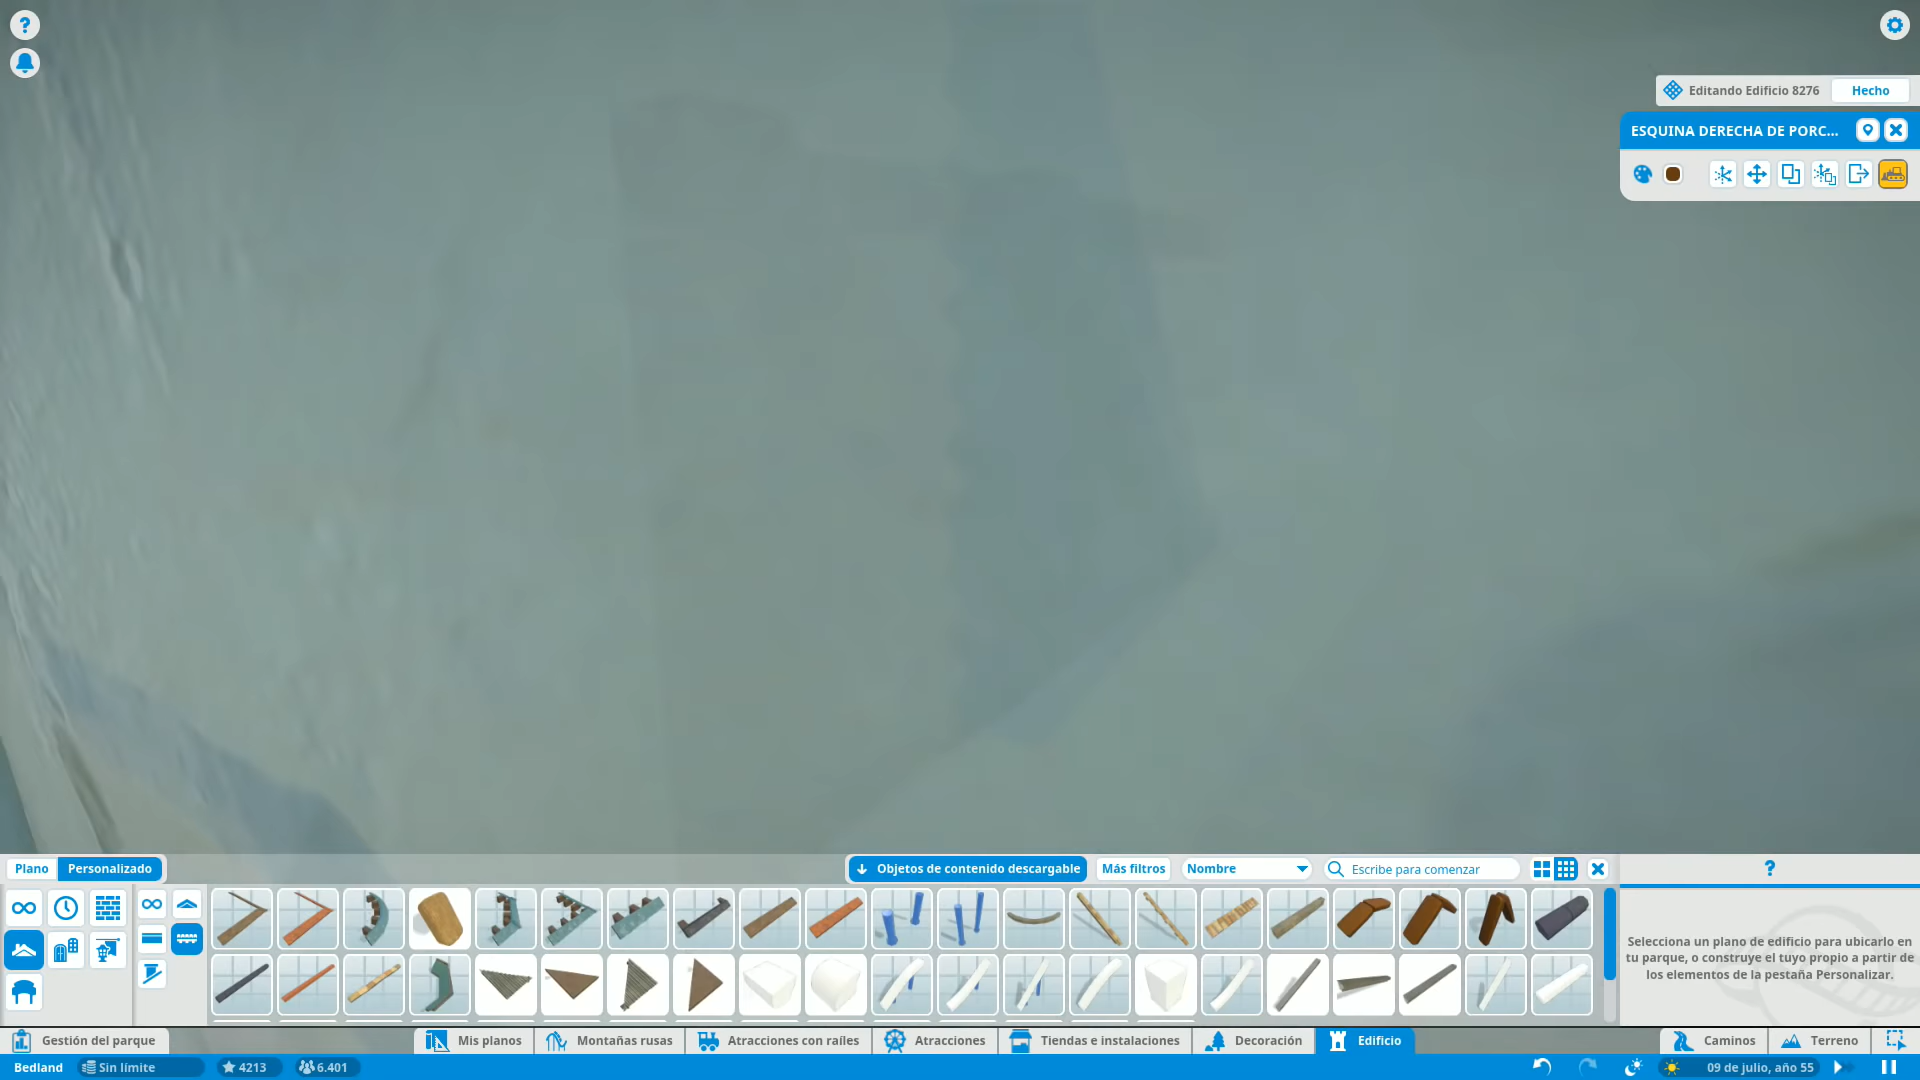 ?
Editando Edificio 8276
Hecho
ESQUINA DERECHA DE PORC...
Plano
Personalizado
Objetos de contenido descargable
Más filtros
Nombre
Escribe para comenzar
?
Selecciona un plano de edificio para ubicarlo en
tu parque, o construye el tuyo propio a partir de
los elementos de la pestaña Personalizar.
Gestión del parque
Mis planos
Montañas rusas
Atracciones con raíles
Atracciones
Tiendas e instalaciones
Decoración
Edificio
Caminos
Terreno
Bedland
Sin límite
4213
6.401
09 de julio, año 55